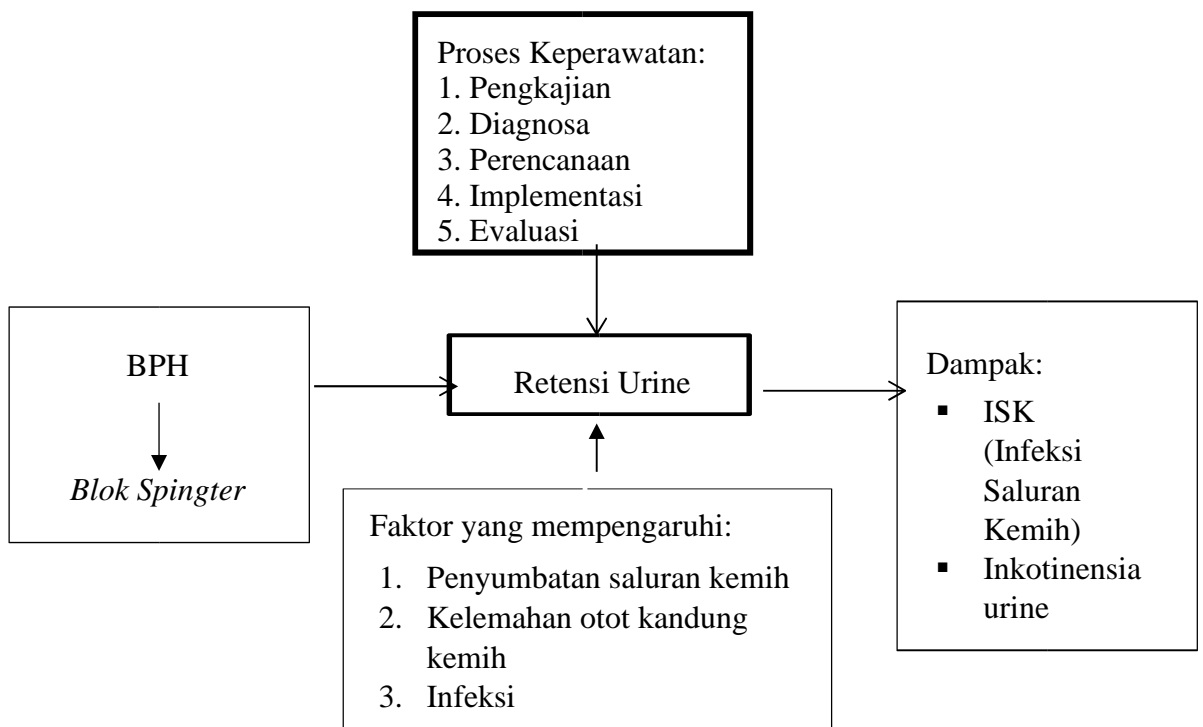 Proses Keperawatan:
1. Pengkajian
2. Diagnosa
3. Perencanaan
4. Implementasi
5. Evaluasi
BPH
Blok Spingter
Retensi Urine
Dampak:
▪ ISK
(Infeksi
Saluran
Kemih)
▪ Inkotinensia
urine
Faktor yang mempengaruhi:
1. Penyumbatan saluran kemih
2. Kelemahan otot kandung
kemih
3. Infeksi